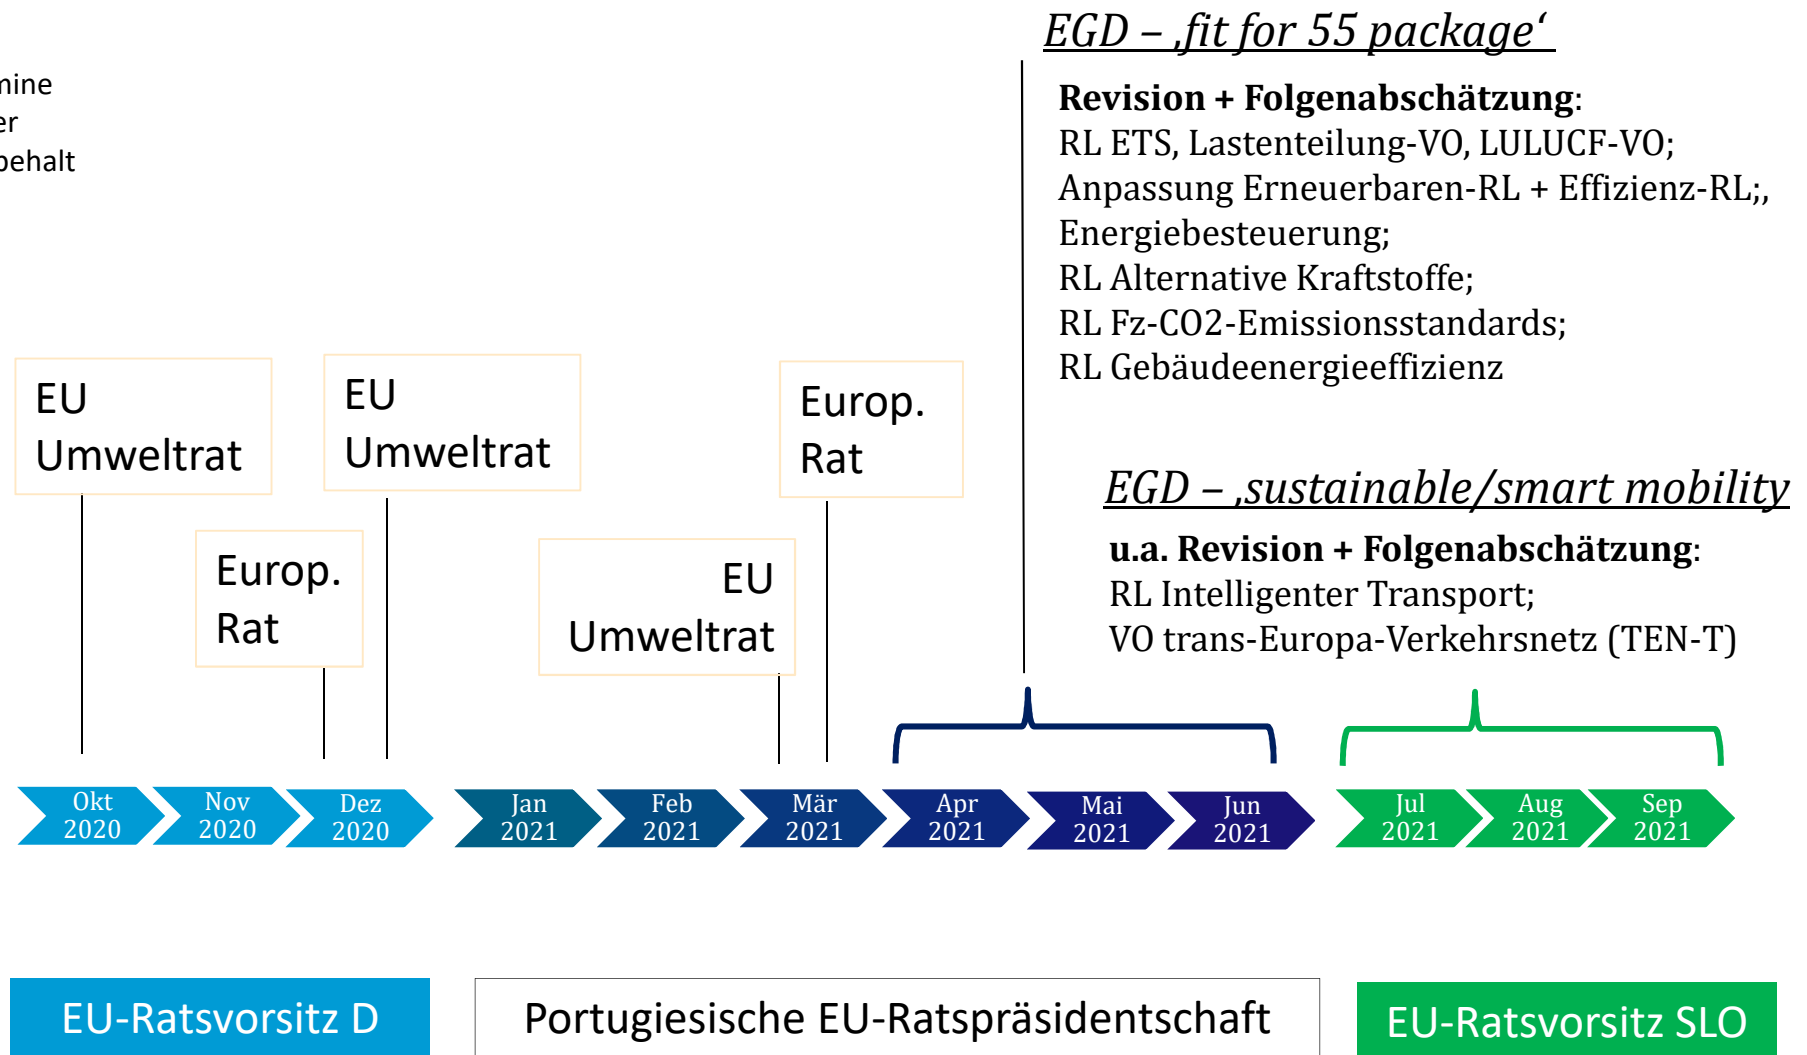 EGD – ‚fit for 55 package‘
mine
er
behalt
Revision + Folgenabschätzung:
RL ETS, Lastenteilung-VO, LULUCF-VO;
Anpassung Erneuerbaren-RL + Effizienz-RL;,
Energiebesteuerung;
RL Alternative Kraftstoffe;
RL Fz-CO2-Emissionsstandards;
RL Gebäudeenergieeffizienz
EU
Umweltrat
Europ.
Rat
EU
Umweltrat
EU
Umweltrat
Europ.
Rat
EGD – ‚sustainable/smart mobility
u.a. Revision + Folgenabschätzung:
RL Intelligenter Transport;
VO trans-Europa-Verkehrsnetz (TEN-T)
Okt
2020
Nov
2020
Dez
2020
Jan
2021
Feb
2021
Mär
2021
Apr
2021
Mai
2021
Jun
2021
Jul
2021
Aug
2021
Sep
2021
EU-Ratsvorsitz D
Portugiesische EU-Ratspräsidentschaft
EU-Ratsvorsitz SLO